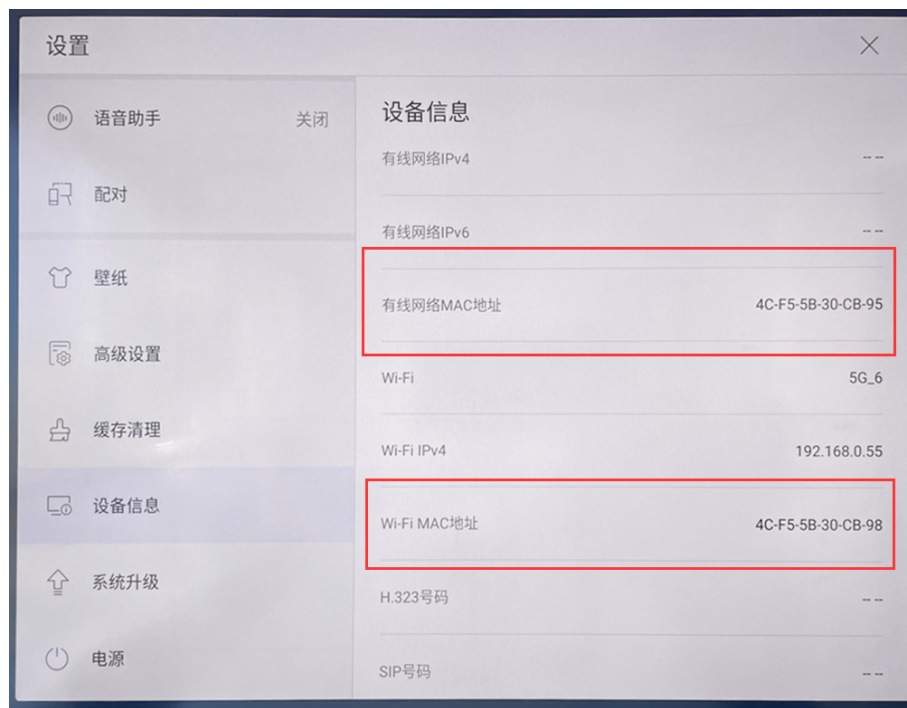 设置
语音助手 关闭
配对
壁纸
高级设置
缓存清理
设备信息
系统升级
电源
设备信息
有线网络IPv4 -- --
有线网络IPv6 -- --
有线网络MAC地址 4C-F5-5B-30-CB-95
Wi-Fi 5G_6
Wi-Fi IPv4 192.168.0.55
Wi-Fi MAC地址 4C-F5-5B-30-CB-98
H.323号码 -- --
SIP号码 -- --